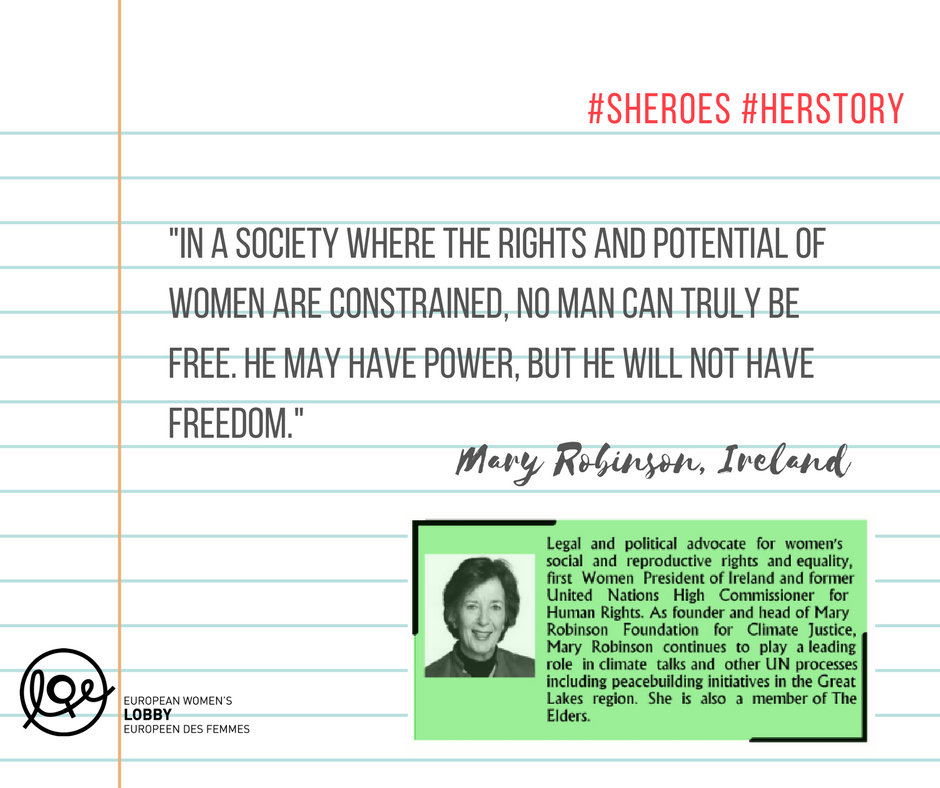 #SHEROES #HERSTORY
"IN A SOCIETY WHERE THE RIGHTS AND POTENTIAL OF
WOMEN ARE CONSTRAINED, NO MAN CAN TRULY BE
FREE. HE MAY HAVE POWER, BUT HE WILL NOT HAVE
FREEDOM."
Mary Robinson, Ireland
Legal and political advocate for women's
social and reproductive rights and equality,
first Women President of Ireland and former
United Nations High Commissioner for
Human Rights. As founder and head of Mary
Robinson Foundation for Climate Justice,
Mary Robinson continues to play a leading
role in climate talks and other UN processes
including peacebuilding initiatives in the Great
Lakes region. She is also a member of The
Elders.
EUROPEAN WOMEN'S
LOBBY
EUROPEEN DES FEMMES